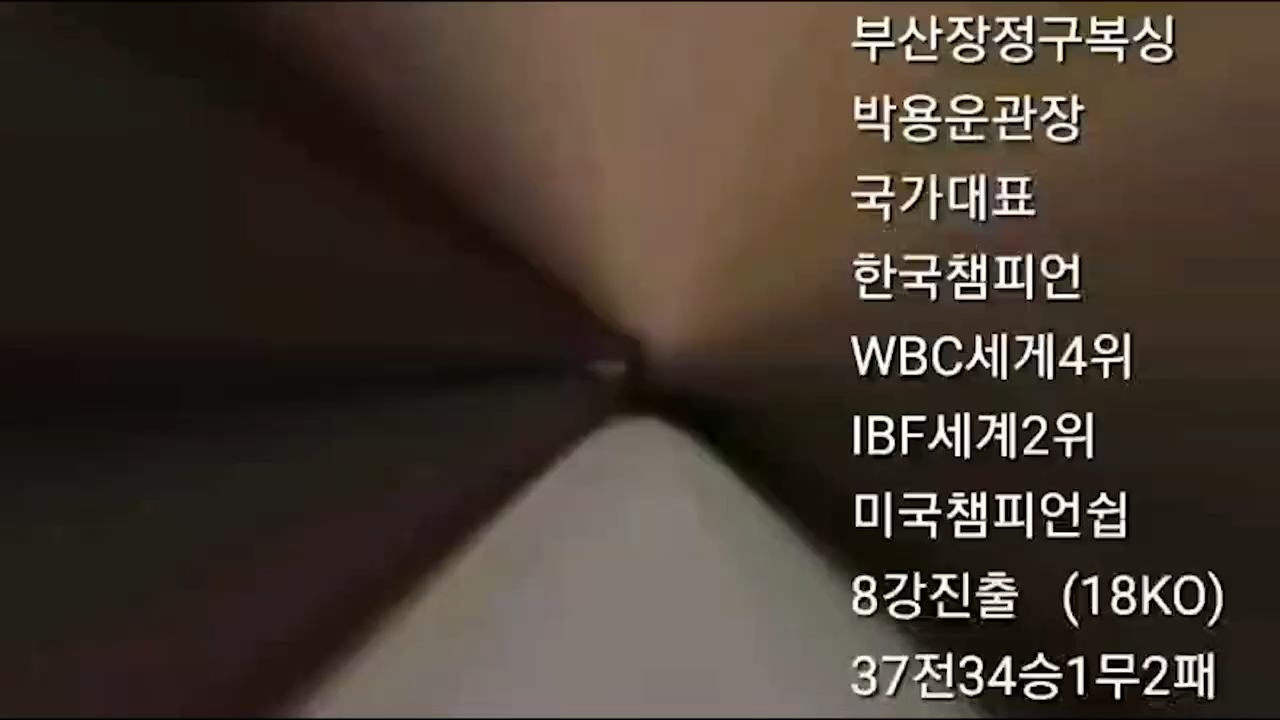 부산장정구복싱
박용운관장
국가대표
한국챔피언
WBC세게4위
IBF세계2위
미국챔피언쉽
8강진출 (18KO)
37전34승1무2패